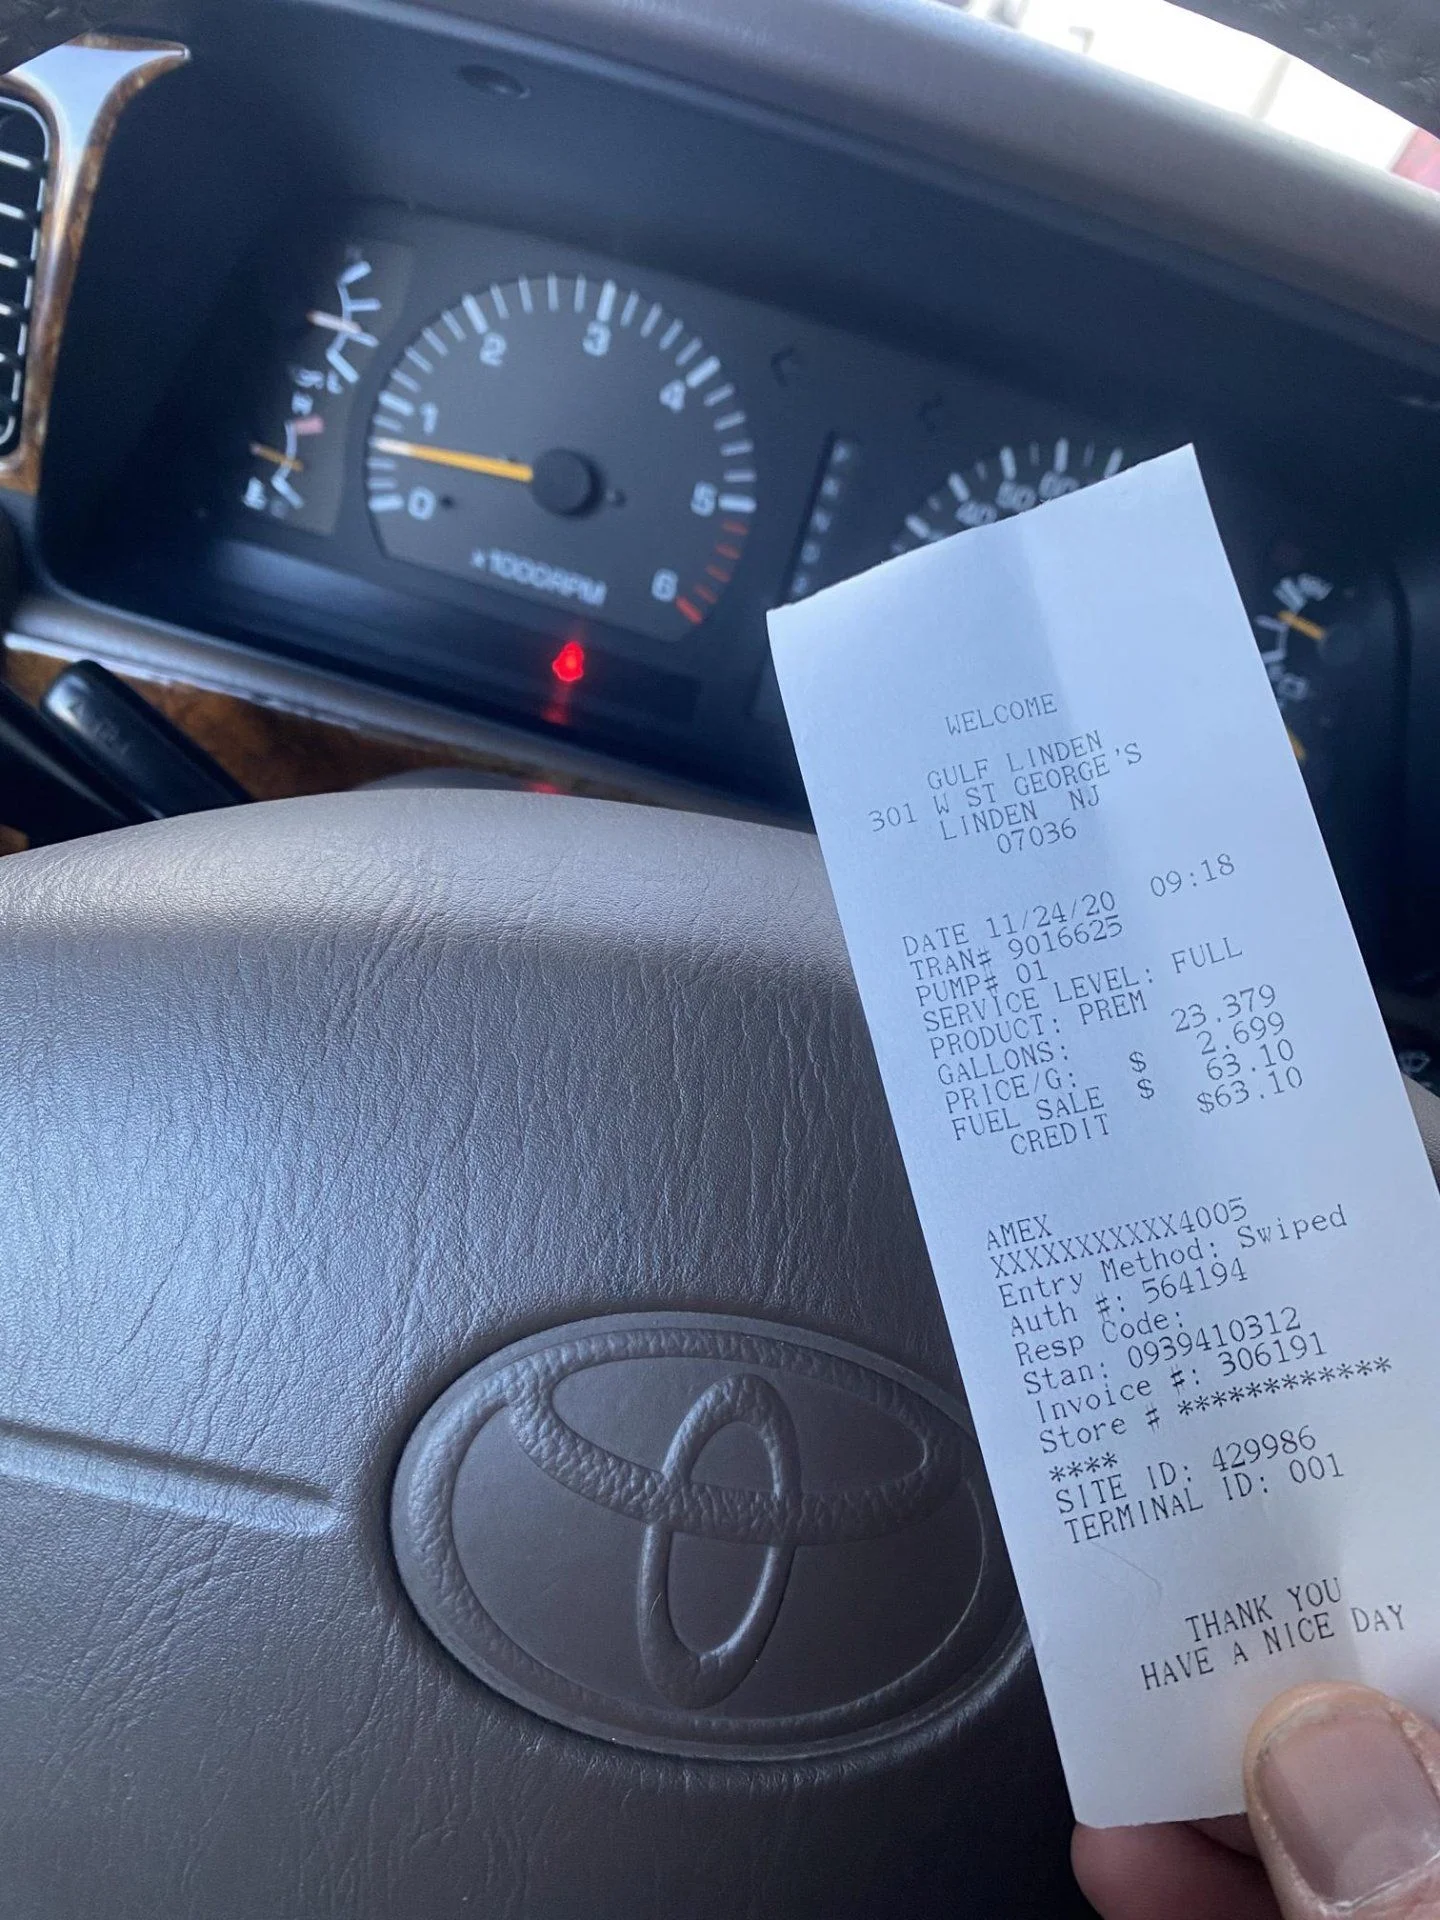 1
2
3
4
5
6
0
x1000RPM
40
50
60
WELCOME
GULF LINDEN
301 W ST GEORGE'S
LINDEN NJ
07036
DATE 11/24/20 09:18
TRAN# 9016625
PUMP# 01
SERVICE LEVEL: FULL
PRODUCT: PREM
GALLONS: 23.379
PRICE/G: $ 2.699
FUEL SALE $ 63.10
CREDIT $63.10
AMEX
XXXXXXXXXXX4005
Entry Method: Swiped
Auth #: 564194
Resp Code:
Stan: 0939410312
Invoice #: 306191
Store # *************
****
SITE ID: 429986
TERMINAL ID: 001
THANK YOU
HAVE A NICE DAY